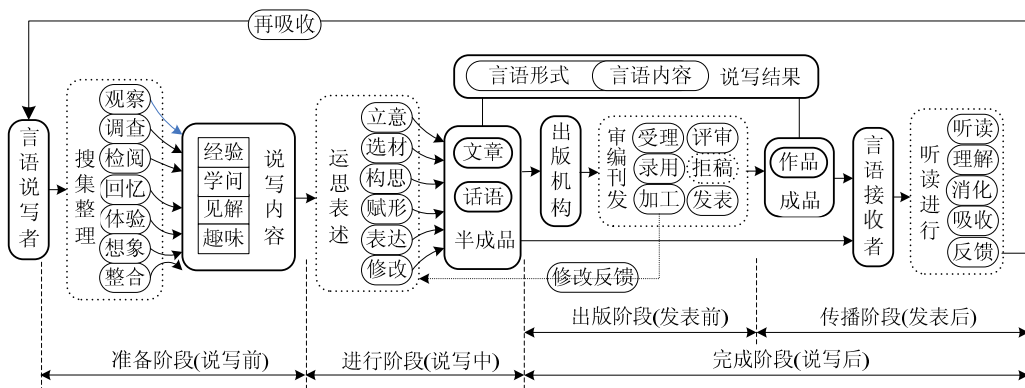 再吸收
言语形式
言语内容
说写结果
言语说写者
搜集整理
观察
调查
检阅
回忆
体验
想象
整合
经验
学问
见解
趣味
说写内容
运思表述
立意
选材
构思
赋形
表达
修改
文章
话语
半成品
出版机构
审编刊发
受理
评审
录用
拒稿
加工
发表
修改反馈
作品
成品
言语接收者
听读进行
听读
理解
消化
吸收
反馈
出版阶段(发表前)
传播阶段(发表后)
准备阶段(说写前)
进行阶段(说写中)
完成阶段(说写后)